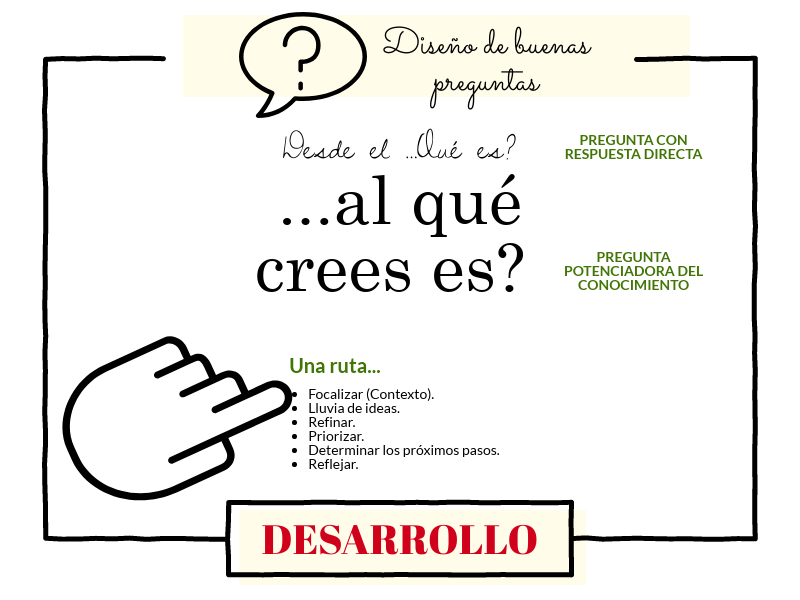 ?
Diseño de buenas
preguntas
Desde el ...Qué es?
PREGUNTA CON
RESPUESTA DIRECTA
...al qué
crees es?
PREGUNTA
POTENCIADORA DEL
CONOCIMIENTO
Una ruta...
• Focalizar (Contexto).
• Lluvia de ideas.
• Refinar.
• Priorizar.
• Determinar los próximos pasos.
• Reflejar.
DESARROLLO